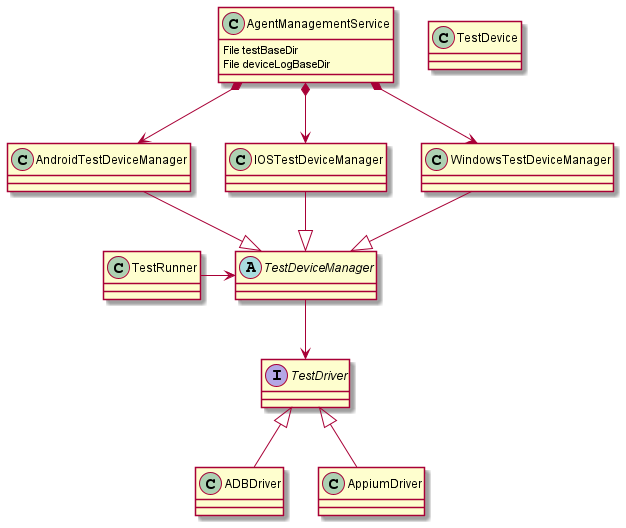 C AgentManagementService
File testBaseDir
File deviceLogBaseDir
C TestDevice
C AndroidTestDeviceManager
C IOSTestDeviceManager
C WindowsTestDeviceManager
C TestRunner
A TestDeviceManager
I TestDriver
C ADBDriver
C AppiumDriver